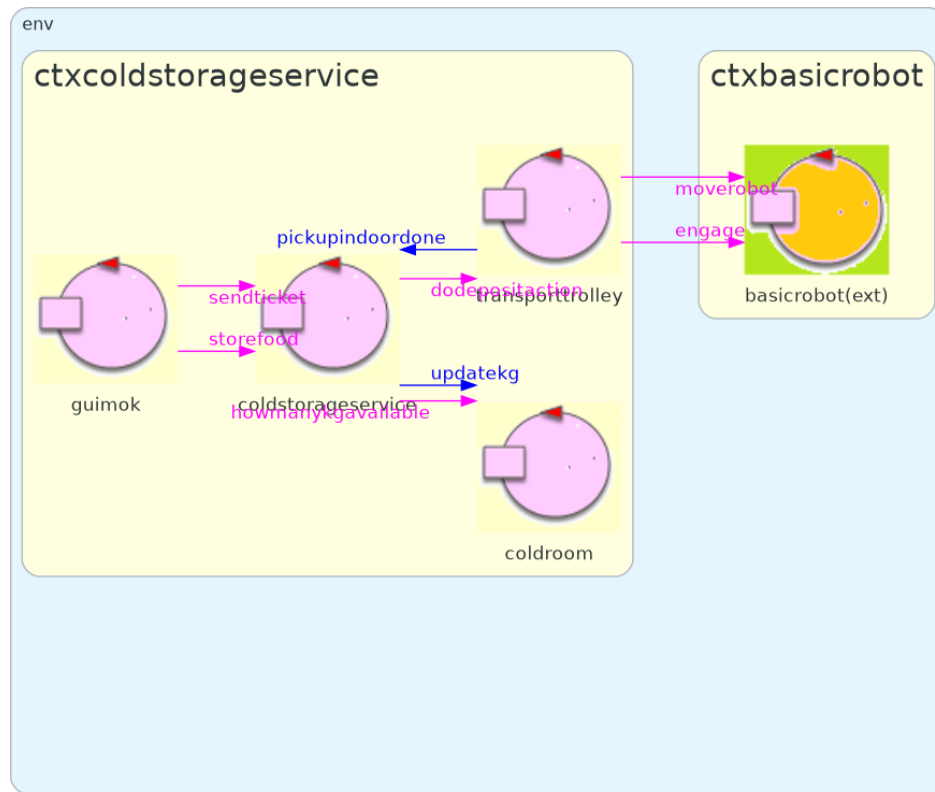 env
ctxcoldstorageservice
ctxbasicrobot
moverobot
engage
pickupindoordone
dodepositaction
transporttrolley
basicrobot(ext)
sendticket
storefood
updatekg
guimok
coldstorageservice
howmanykgavailable
coldroom